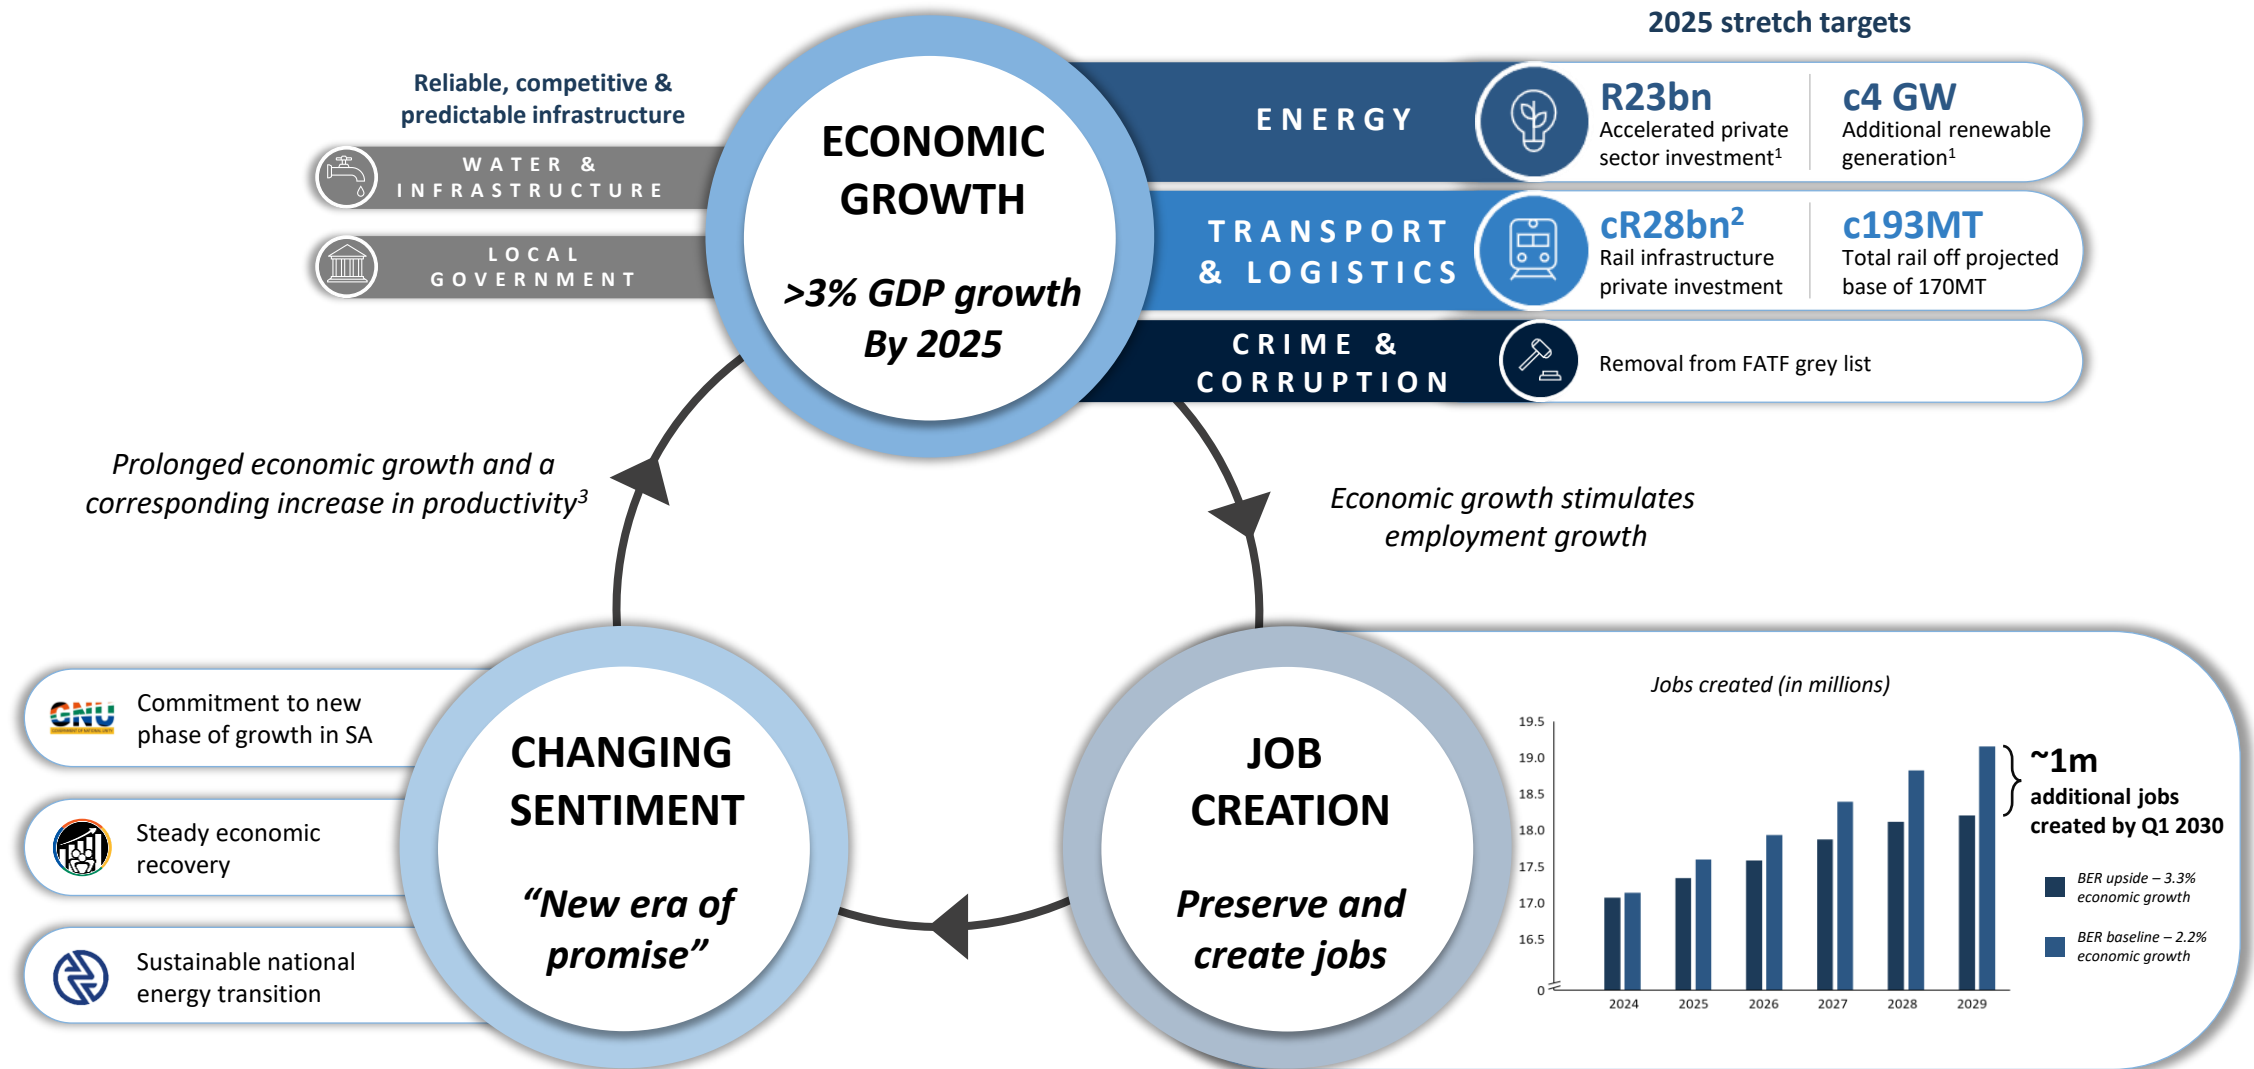 2025 stretch targets
Reliable, competitive &
predictable infrastructure
WATER &
INFRASTRUCTURE
LOCAL
GOVERNMENT
ECONOMIC
GROWTH
>3% GDP growth
By 2025
ENERGY
R23bn
Accelerated private
sector investment¹
c4 GW
Additional renewable
generation¹
TRANSPORT
& LOGISTICS
cR28bn²
Rail infrastructure
private investment
c193MT
Total rail off projected
base of 170MT
CRIME &
CORRUPTION
Removal from FATF grey list
Prolonged economic growth and a
corresponding increase in productivity³
Economic growth stimulates
employment growth
GNU
Commitment to new
phase of growth in SA
Steady economic
recovery
Sustainable national
energy transition
CHANGING
SENTIMENT
“New era of
promise”
JOB
CREATION
Preserve and
create jobs
Jobs created (in millions)
19.5
19.0
18.5
18.0
17.5
17.0
16.5
0
2024 2025 2026 2027 2028 2029
~1m
additional jobs
created by Q1 2030
BER upside – 3.3%
economic growth
BER baseline – 2.2%
economic growth